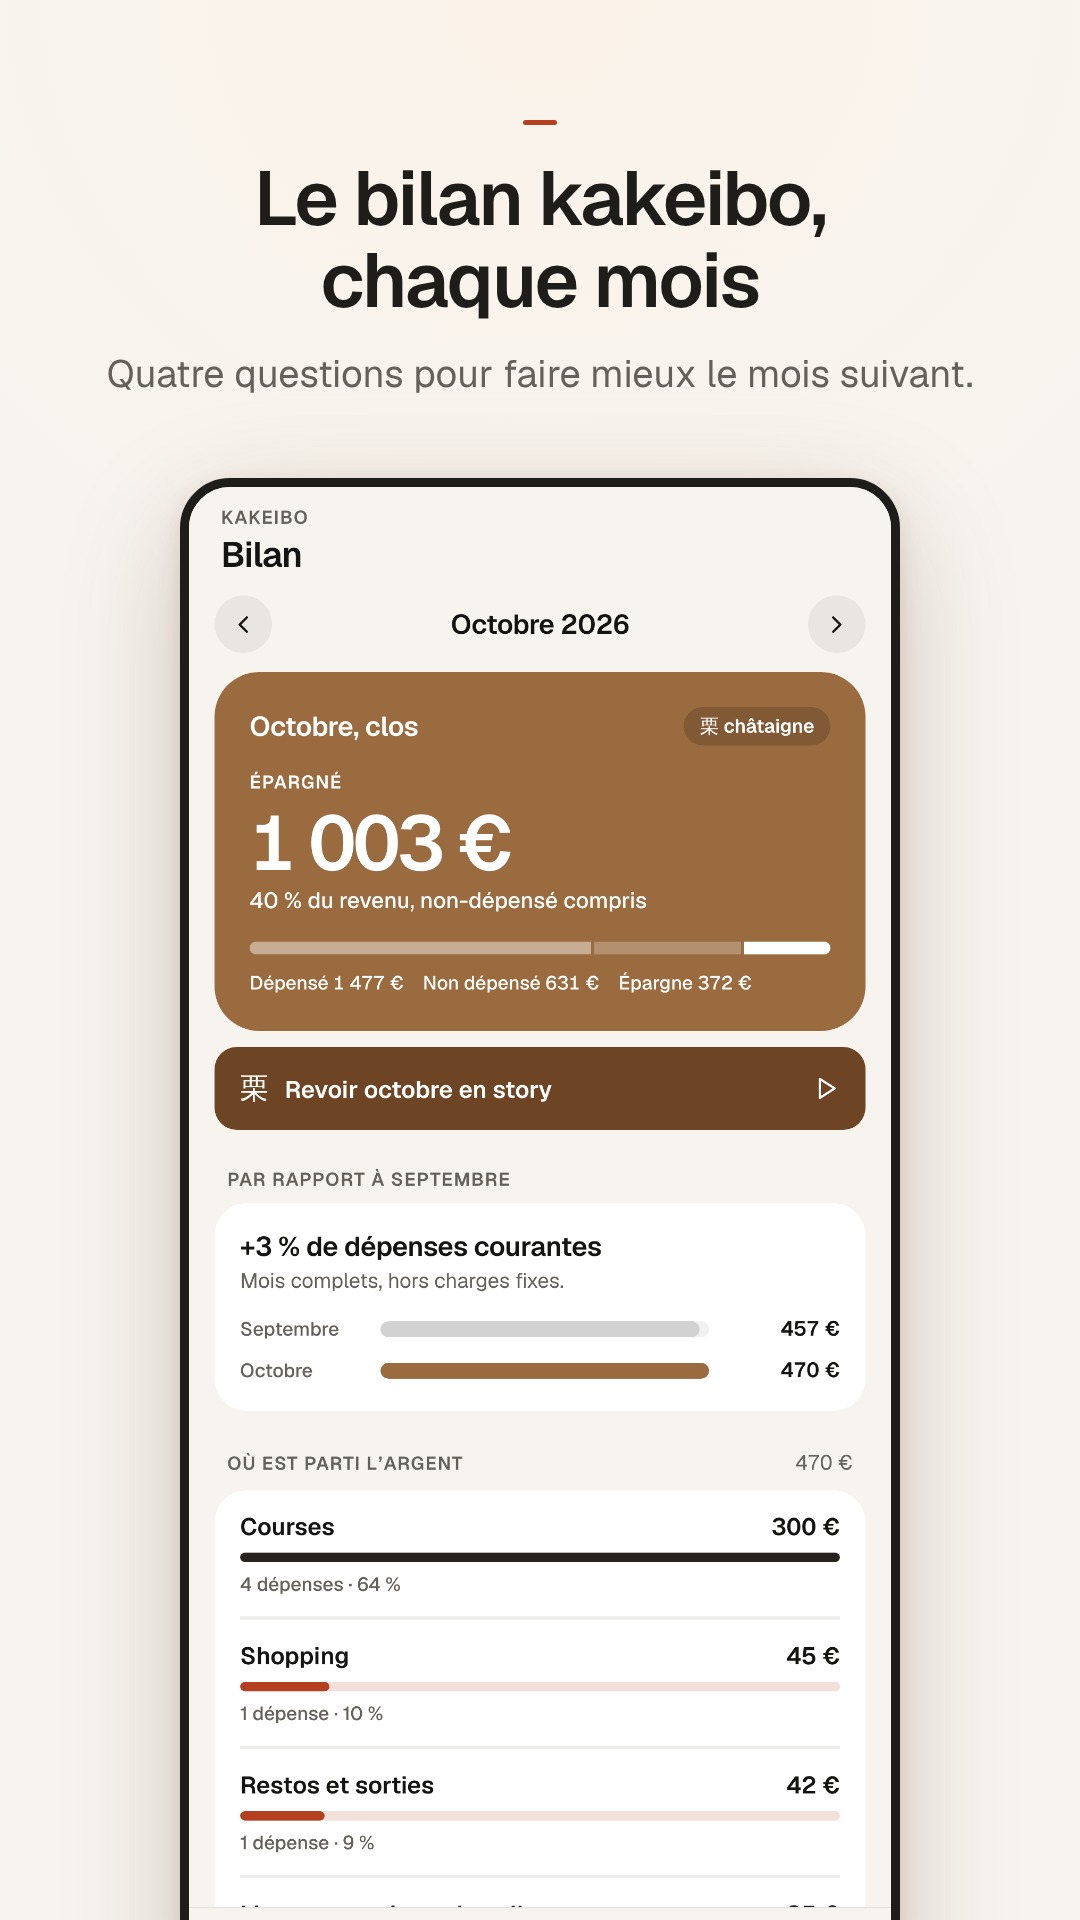 Le bilan kakeibo,
chaque mois
Quatre questions pour faire mieux le mois suivant.
KAKEIBO
Bilan
Octobre 2026
Octobre, clos
栗 châtaigne
ÉPARGNÉ
1 003 €
40 % du revenu, non-dépensé compris
Dépensé 1 477 € Non dépensé 631 € Épargne 372 €
栗 Revoir octobre en story
PAR RAPPORT À SEPTEMBRE
+3 % de dépenses courantes
Mois complets, hors charges fixes.
Septembre 457 €
Octobre 470 €
OÙ EST PARTI L’ARGENT 470 €
Courses 300 €
4 dépenses · 64 %
Shopping 45 €
1 dépense · 10 %
Restos et sorties 42 €
1 dépense · 9 %